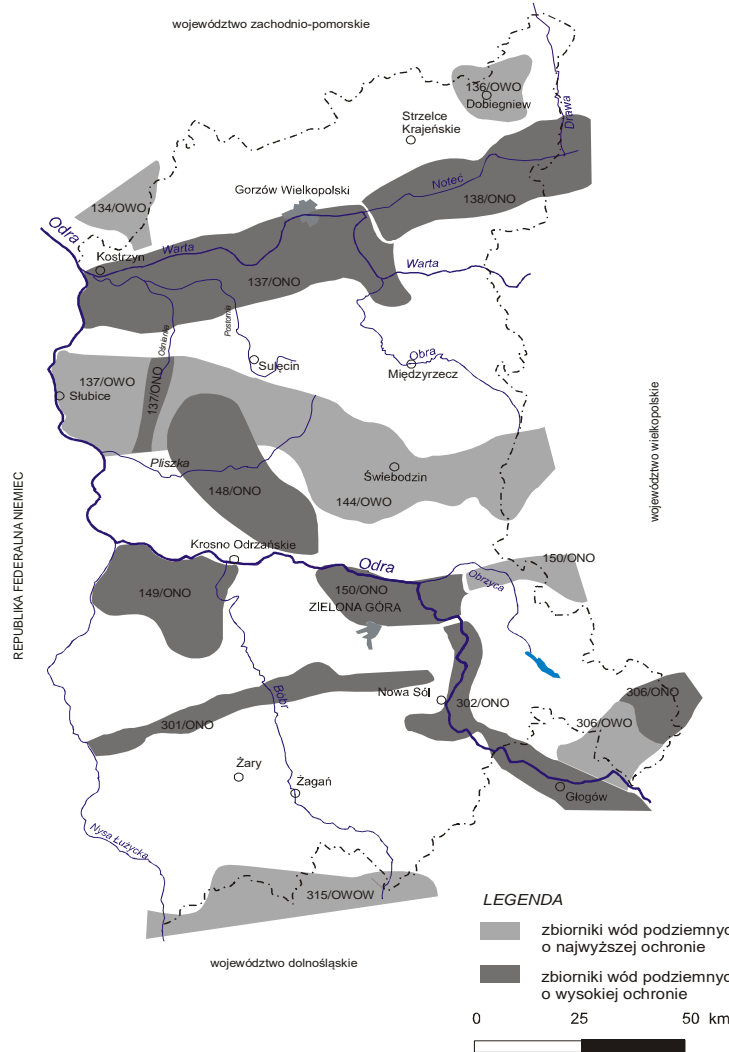 województwo zachodnio-pomorskie
136/OWO
Dobiegniew
Drawa
Strzelce
Krajeńskie
Noteć
138/ONO
Gorzów Wielkopolski
134/OWO
Odra
Kostrzyn
Warta
Warta
137/ONO
Postomia
Sulęcin
Obra
Międzyrzecz
137/OWO
137/ONO
Słubice
województwo wielkopolskie
Pliszka
148/ONO
Świebodzin
144/OWO
REPUBLIKA FEDERALNA NIEMIEC
Krosno Odrzańskie
Odra
150/ONO
Obrzyca
149/ONO
150/ONO
ZIELONA GÓRA
Bóbr
Nowa Sól
302/ONO
306/ONO
306/OWO
301/ONO
Żary
Żagań
Głogów
Nysa Łużycka
315/OWOW
województwo dolnośląskie
LEGENDA
zbiorniki wód podziemnyc
o najwyższej ochronie
zbiorniki wód podziemnyc
o wysokiej ochronie
0 25 50 km